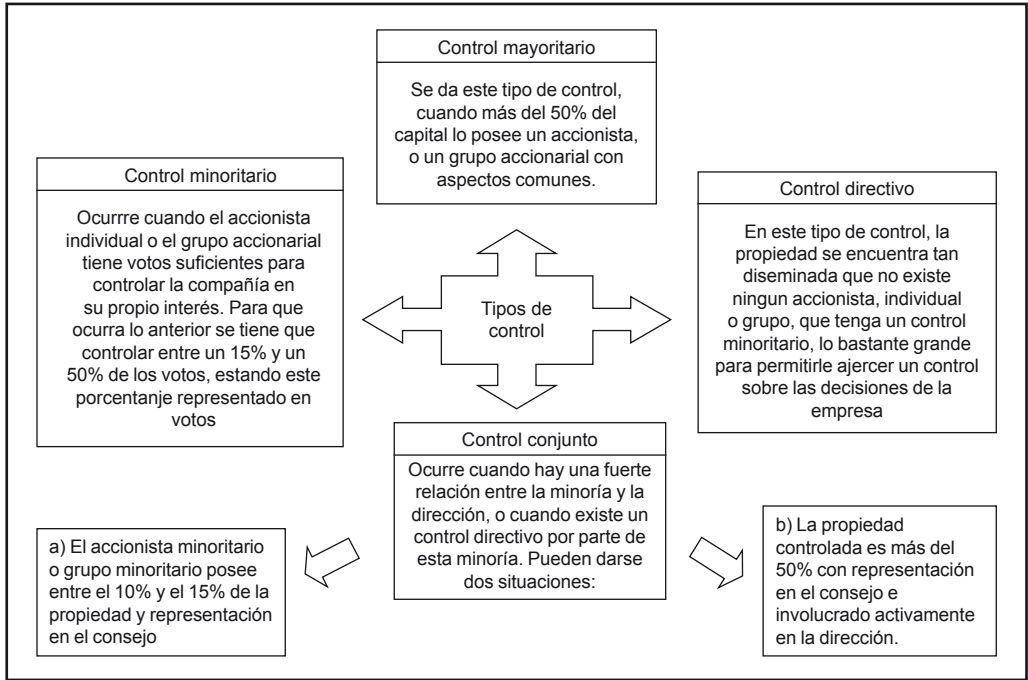 Control mayoritario
Se da este tipo de control,
cuando más del 50% del
capital lo posee un accionista,
o un grupo accionarial con
aspectos comunes.
Control minoritario
Ocurrre cuando el accionista
individual o el grupo accionarial
tiene votos suficientes para
controlar la compañía en
su propio interés. Para que
ocurra lo anterior se tiene que
controlar entre un 15% y un
50% de los votos, estando este
porcentanje representado en
votos
Tipos de
control
Control directivo
En este tipo de control, la
propiedad se encuentra tan
diseminada que no existe
ningun accionista, individual
o grupo, que tenga un control
minoritario, lo bastante grande
para permitirle ajercer un control
sobre las decisiones de la
empresa
Control conjunto
Ocurre cuando hay una fuerte
relación entre la minoría y la
dirección, o cuando existe un
control directivo por parte de
esta minoría. Pueden darse
dos situaciones:
a) El accionista minoritario
o grupo minoritario posee
entre el 10% y el 15% de la
propiedad y representación
en el consejo
b) La propiedad
controlada es más del
50% con representación
en el consejo e
involucrado activamente
en la dirección.